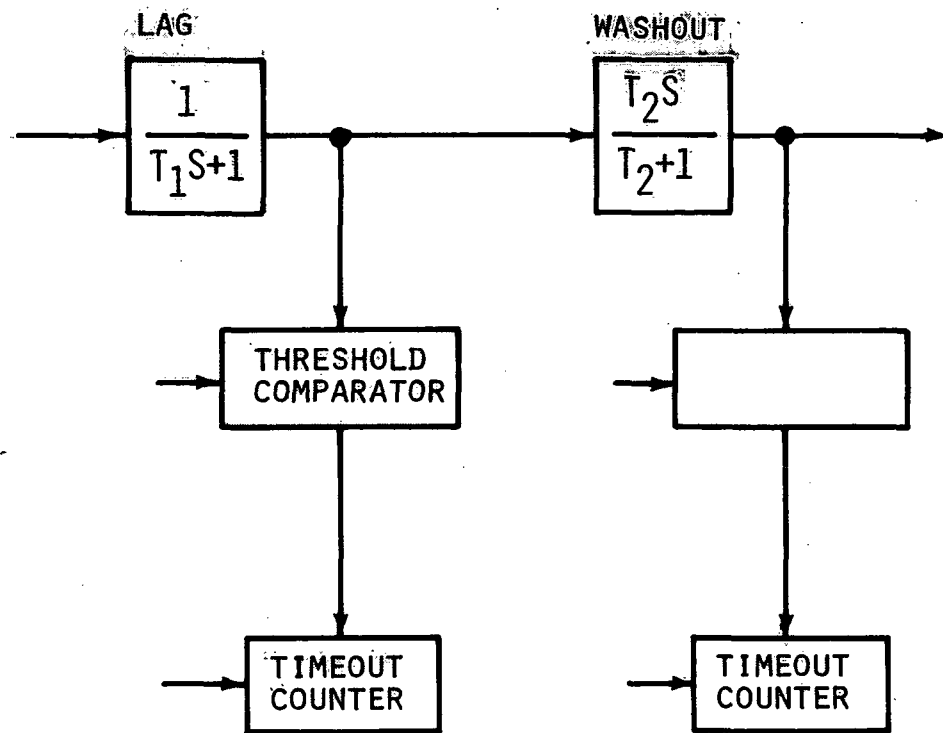 LAG
WASHOUT
1
T₁S+1
T₂S
T₂+1
THRESHOLD
COMPARATOR
TIMEOUT
COUNTER
TIMEOUT
COUNTER